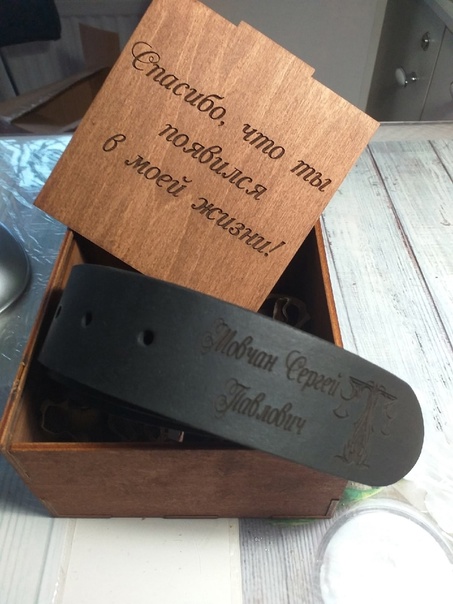 Спасибо, что ты
появился
в моей жизни!
Мовчан Сергей
Павлович